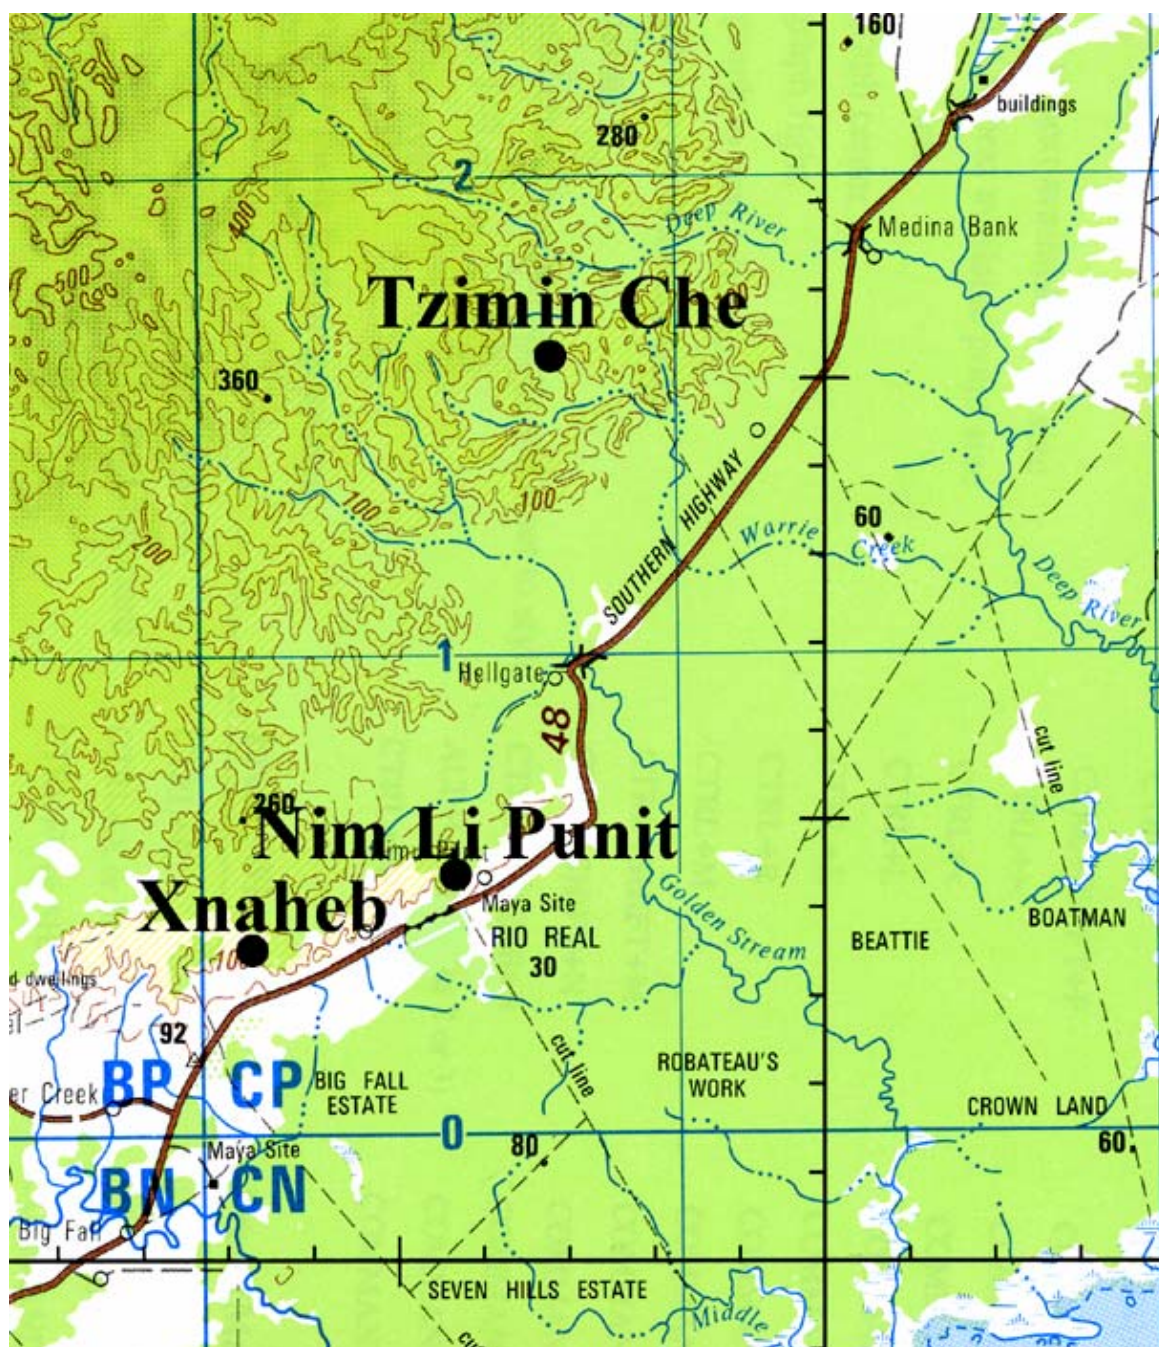 160
buildings
280
2
Deep River
Medina Bank
400
500
Tzimin Che
360
100
100
SOUTHERN HIGHWAY
60
Warrie Creek
200
Deep River
1
Hellgate
48
cut line
260
Nim Li Punit
Xnaheb
Maya Site
RIO REAL
30
Golden Stream
BOATMAN
BEATTIE
d dwellings
92
cut line
ROBATEAU'S
WORK
BP CP
BIG FALL
ESTATE
er Creek
CROWN LAND
0
80
60
Maya Site
BN CN
Big Fall
SEVEN HILLS ESTATE
Middle
cu